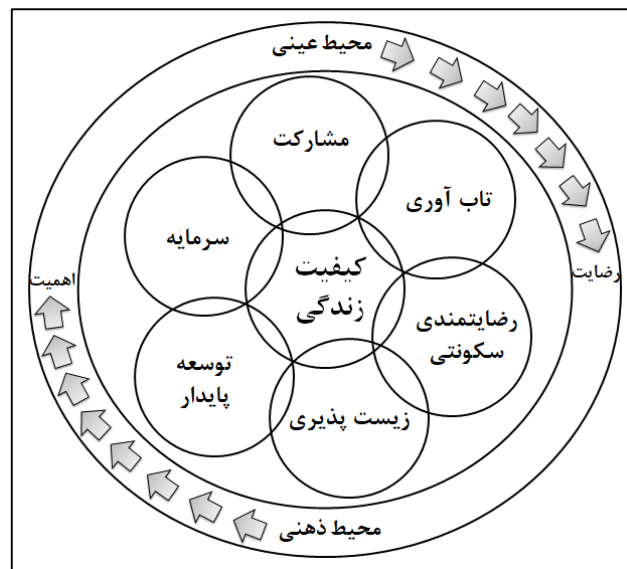 محیط عینی
مشارکت
تاب آوری
سرمایه
کیفیت
زندگی
رضایت
اهمیت
رضایتمندی
سکونتی
توسعه
پایدار
زیست پذیری
محیط ذهنی